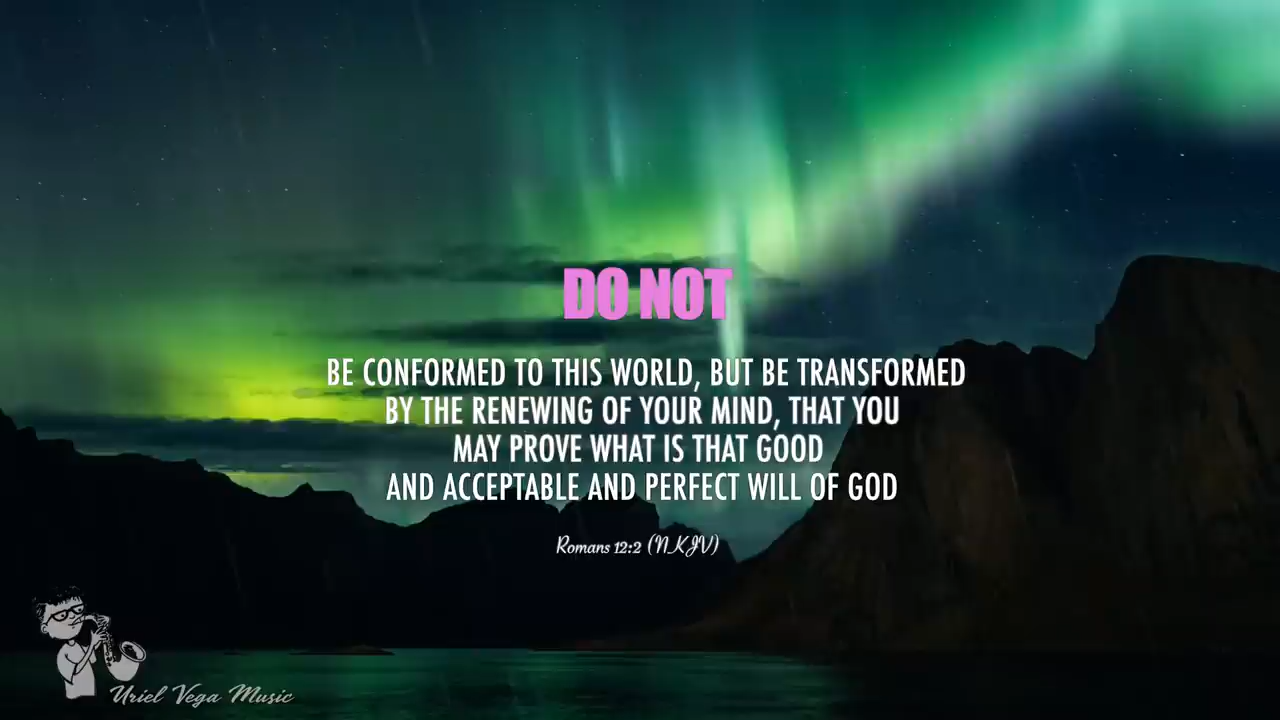 DO NOT
BE CONFORMED TO THIS WORLD, BUT BE TRANSFORMED
BY THE RENEWING OF YOUR MIND, THAT YOU
MAY PROVE WHAT IS THAT GOOD
AND ACCEPTABLE AND PERFECT WILL OF GOD
Romans 12:2 (NKJV)
Uriel Vega Music